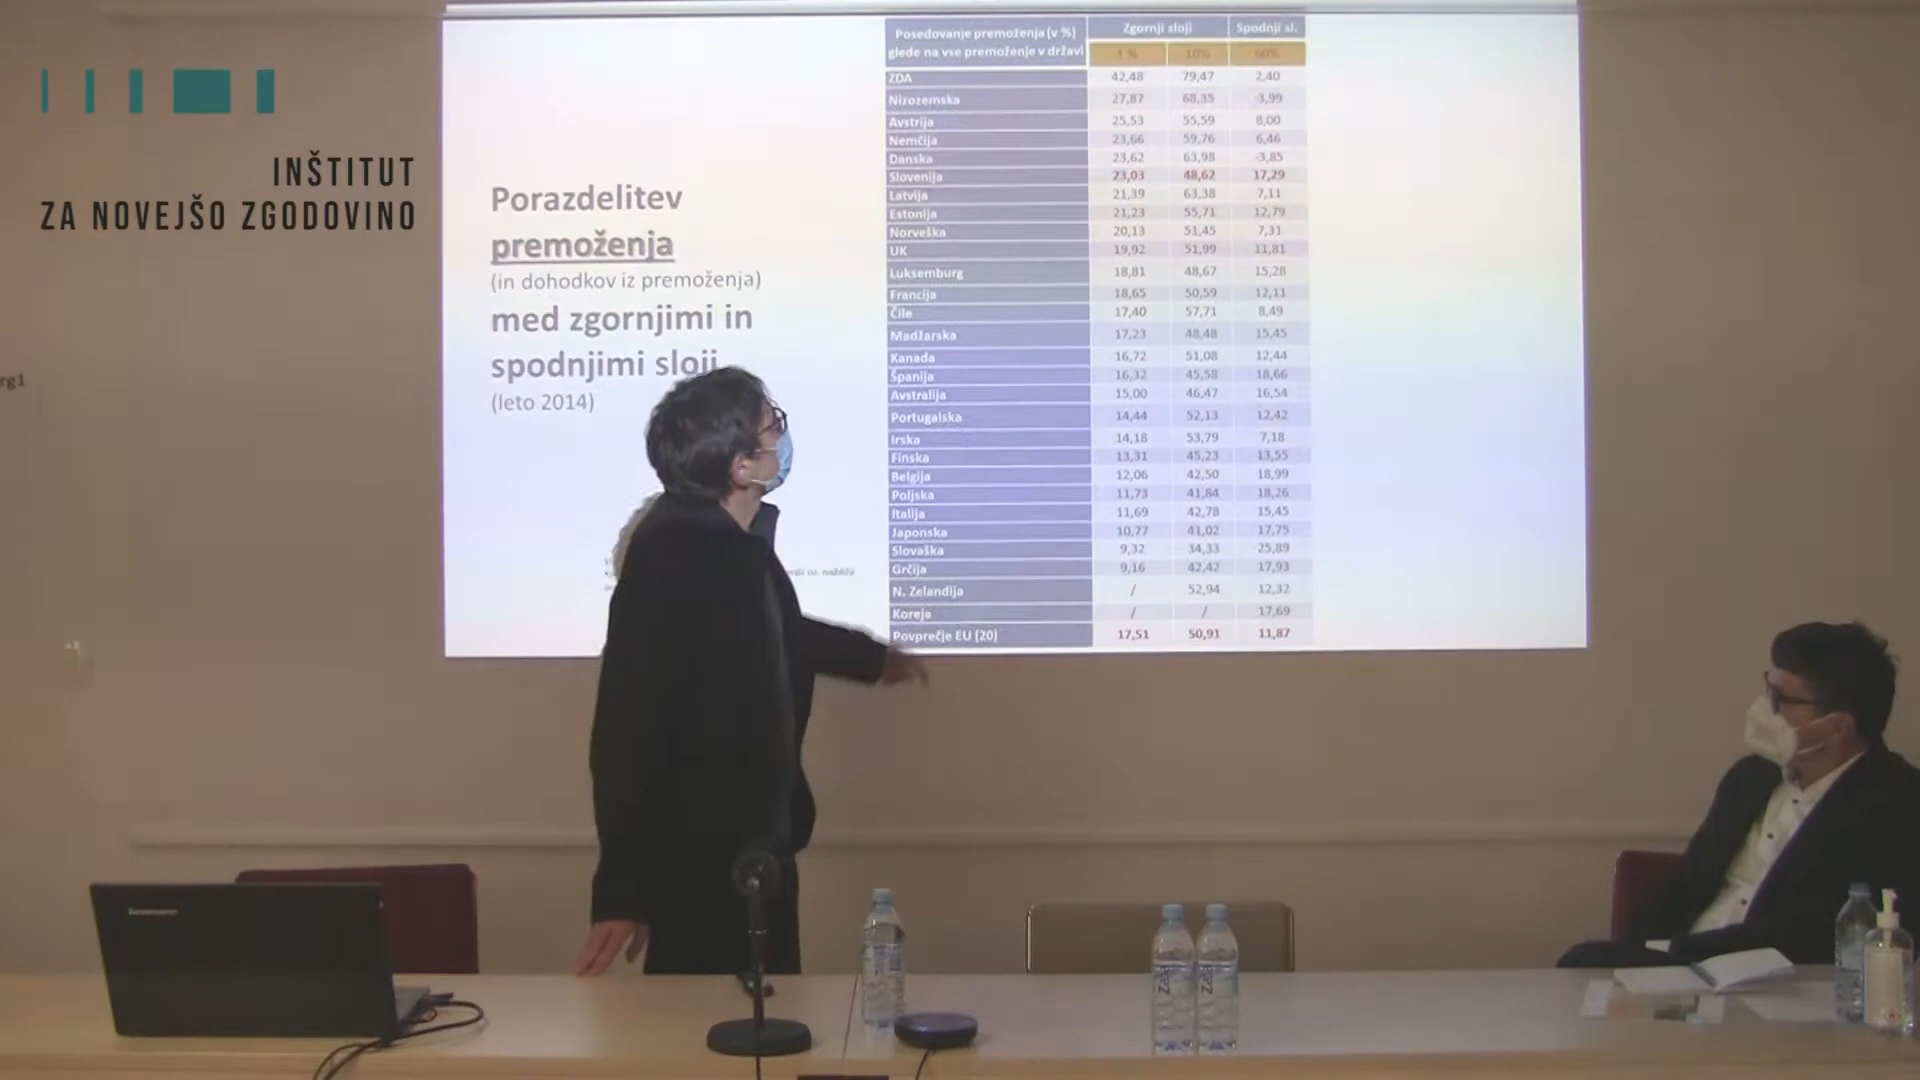 INŠTITUT
ZA NOVEJŠO ZGODOVINO
rg1
Porazdelitev
premoženja
(in dohodkov iz premoženja)
med zgornjimi in
spodnjimi sloji
(leto 2014)
oz. najbližji
Posedovanje premoženja (v %) Zgornji sloji Spodnji sl.
glede na vse premoženje v državi 1 % 10% 60%
ZDA 42,48 79,47 2,40
Nizozemska 27,87 68,35 -3,99
Avstrija 25,53 55,59 8,00
Nemčija 23,66 59,76 6,46
Danska 23,62 63,98 -3,85
Slovenija 23,03 48,62 17,29
Latvija 21,39 63,38 7,11
Estonija 21,23 55,71 12,79
Norveška 20,13 51,45 7,31
UK 19,92 51,99 11,81
Luksemburg 18,81 48,67 15,28
Francija 18,65 50,59 12,11
Čile 17,40 57,71 8,49
Madžarska 17,23 48,48 15,45
Kanada 16,72 51,08 12,44
Španija 16,32 45,58 18,66
Avstralija 15,00 46,47 16,54
Portugalska 14,44 52,13 12,42
Irska 14,18 53,79 7,18
Finska 13,31 45,23 13,55
Belgija 12,06 42,50 18,99
Poljska 11,73 41,84 18,26
Italija 11,69 42,78 15,45
Japonska 10,77 41,02 17,75
Slovaška 9,32 34,33 25,89
Grčija 9,16 42,42 17,93
N. Zelandija / 52,94 12,32
Koreja / / 17,69
Povprečje EU (20) 17,51 50,91 11,87
lenovo